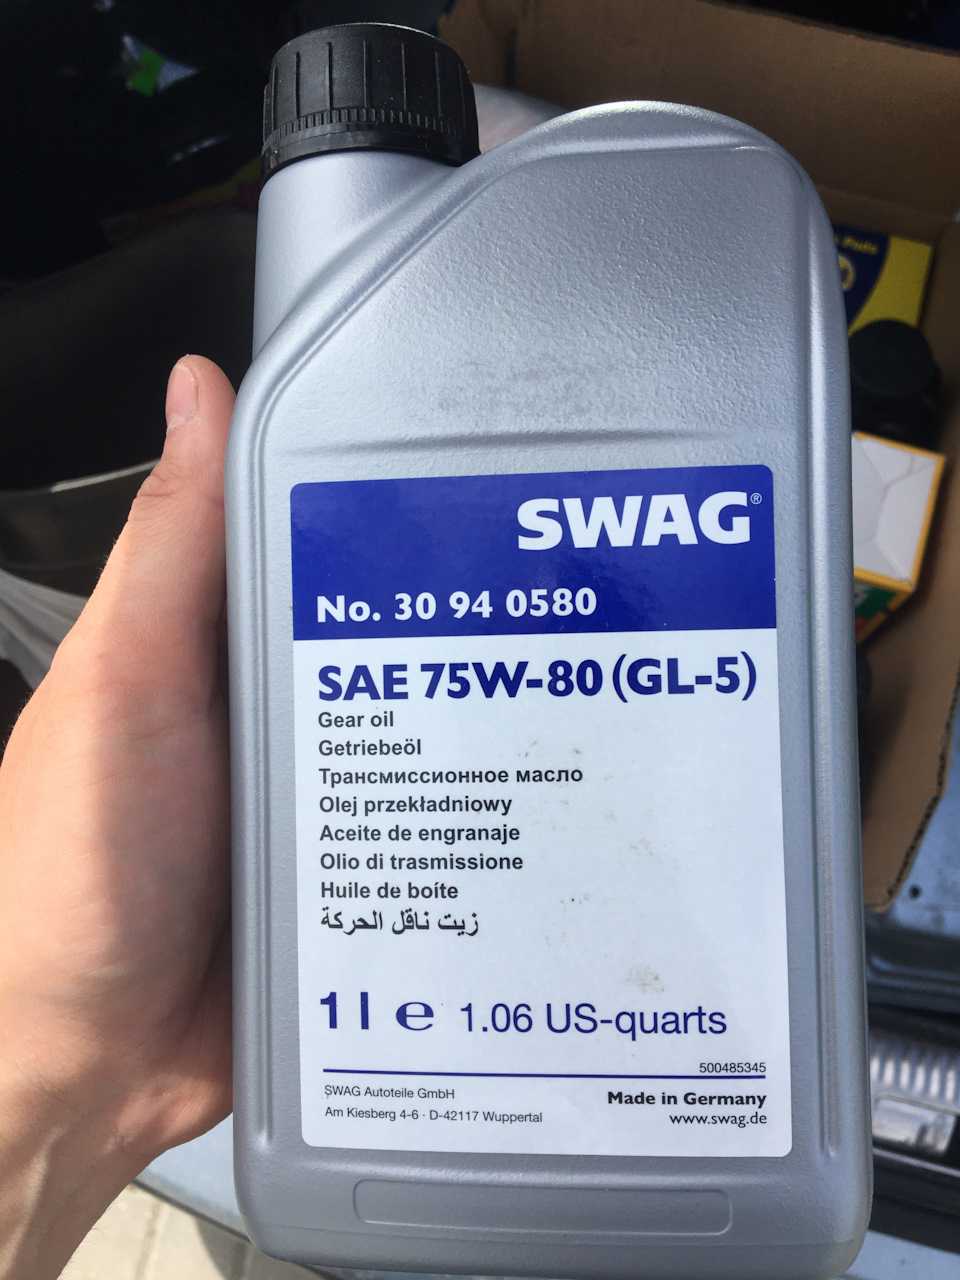 SWAG®
No. 30 94 0580
SAE 75W-80 (GL-5)
Gear oil
Getriebeöl
Трансмиссионное масло
Olej przekładniowy
Aceite de engranaje
Olio di trasmissione
Huile de boîte
زيت ناقل الحركة
1 l ℮ 1.06 US-quarts
500485345
SWAG Autoteile GmbH
Am Kiesberg 4-6 · D-42117 Wuppertal
Made in Germany
www.swag.de